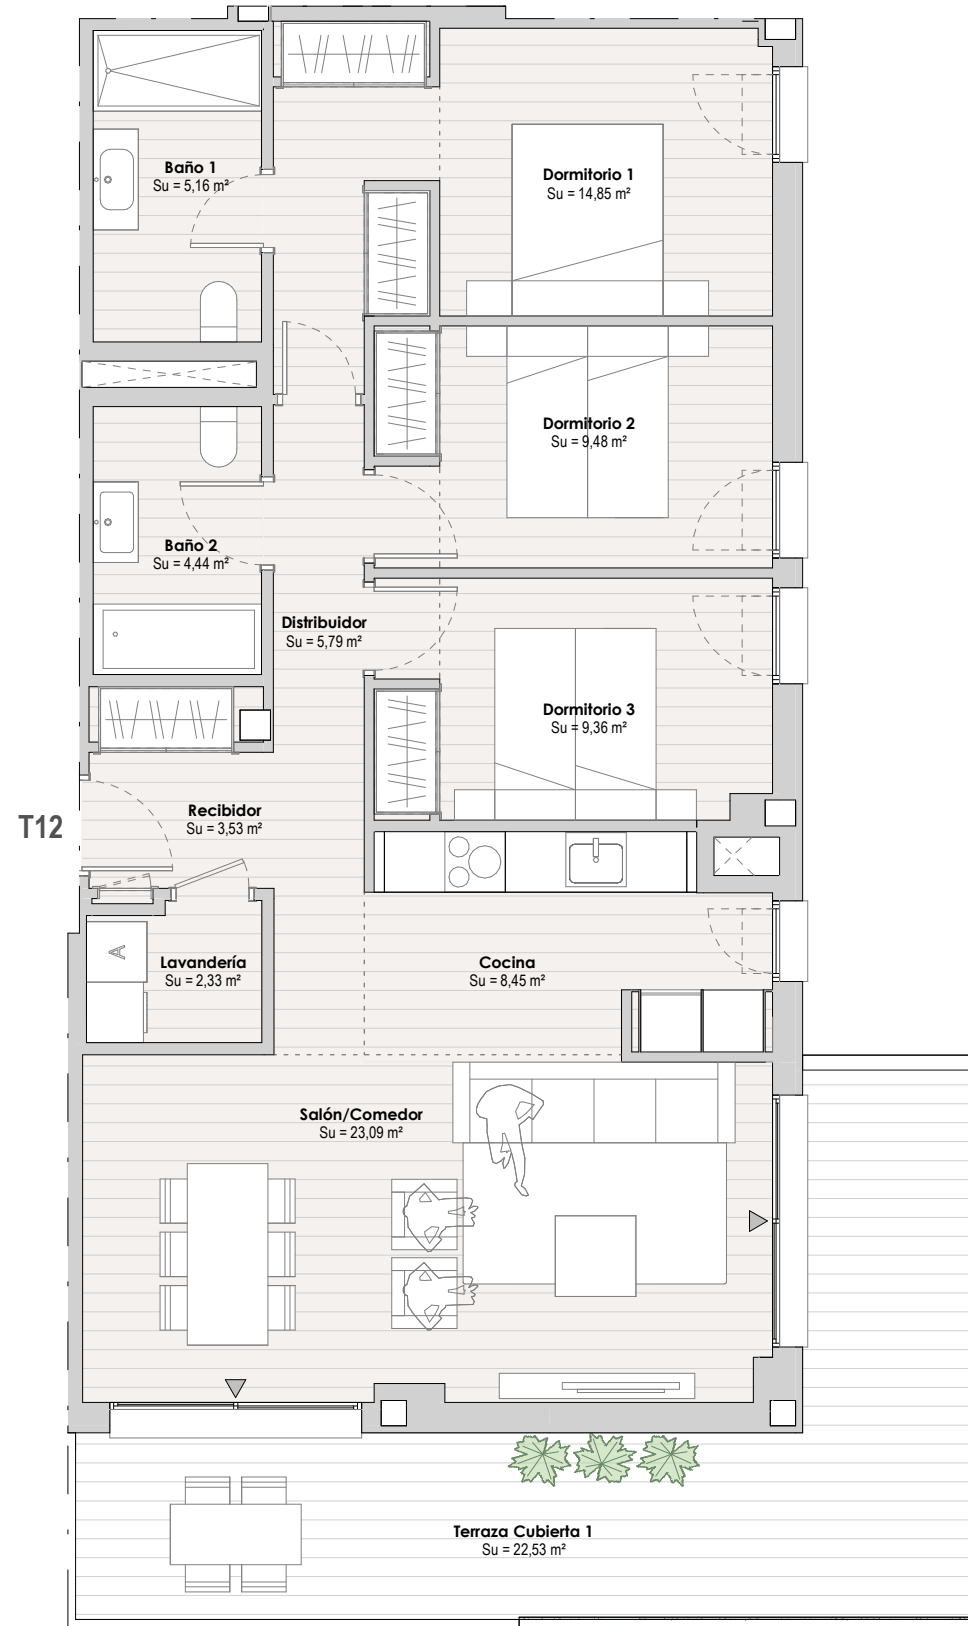 Baño 1
Su = 5,16 m²
Dormitorio 1
Su = 14,85 m²
Dormitorio 2
Su = 9,48 m²
Baño 2
Su = 4,44 m²
Distribuidor
Su = 5,79 m²
Dormitorio 3
Su = 9,36 m²
T12
Recibidor
Su = 3,53 m²
A
Lavandería
Su = 2,33 m²
Cocina
Su = 8,45 m²
Salón/Comedor
Su = 23,09 m²
Terraza Cubierta 1
Su = 22,53 m²